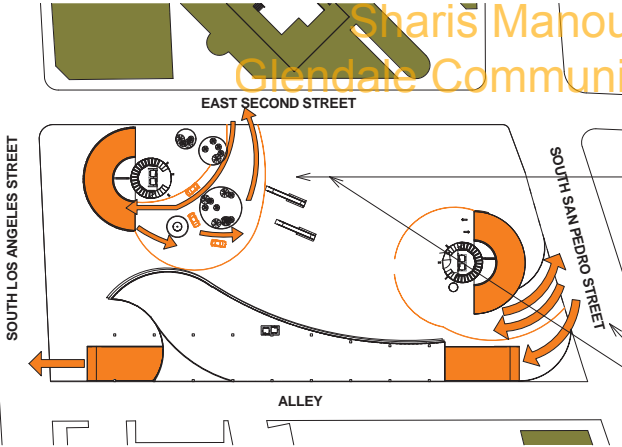 Sharis Manou
Glendale Communi
EAST SECOND STREET
SOUTH LOS ANGELES STREET
SOUTH SAN PEDRO STREET
ALLEY